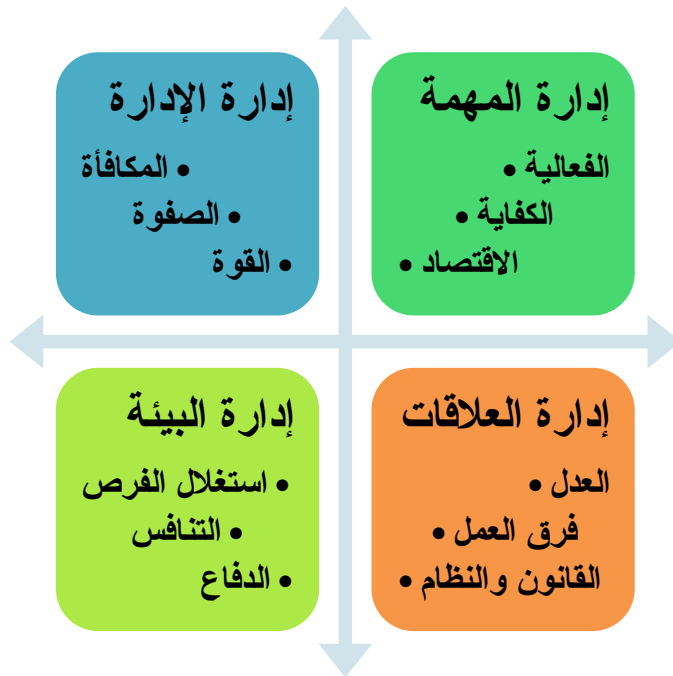 إدارة المهمة
الفعالية •
الكفاية •
الاقتصاد •
إدارة الإدارة
• المكافأة
• الصفوة
• القوة
إدارة العلاقات
العدل •
فرق العمل •
القانون والنظام •
إدارة البيئة
• استغلال الفرص
• التنافس
• الدفاع